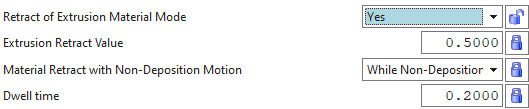 Retract of Extrusion Material Mode Yes
Extrusion Retract Value 0.5000
Material Retract with Non-Deposition Motion While Non-Deposition
Dwell time 0.2000